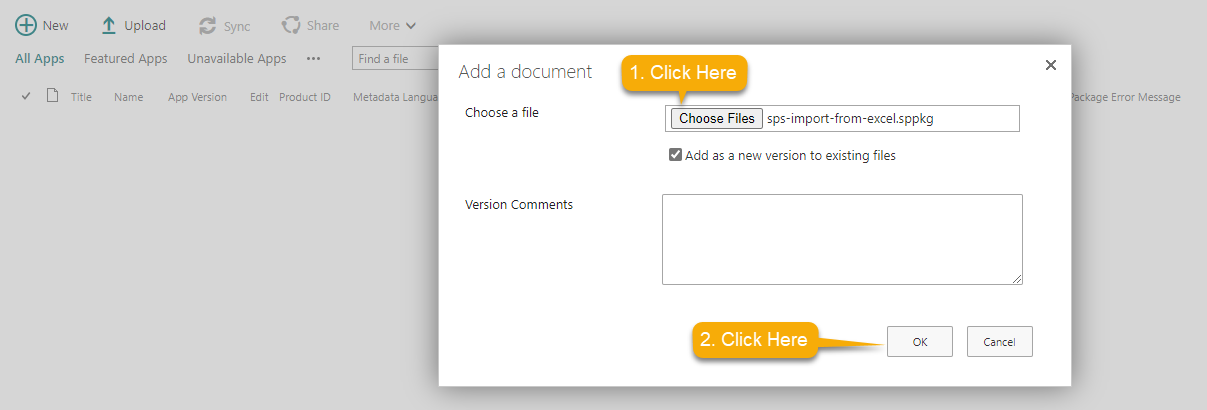 New Upload Sync Share More
All Apps Featured Apps Unavailable Apps ••• Find a file
Title Name App Version Edit Product ID Metadata Langua Package Error Message
Add a document
1. Click Here
Choose a file
Choose Files sps-import-from-excel.sppkg
Add as a new version to existing files
Version Comments
2. Click Here
OK Cancel